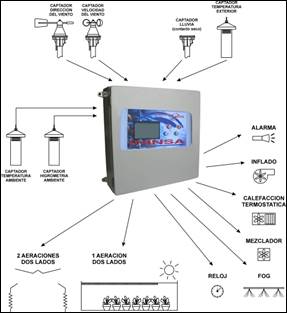 CAPTADOR
DIRECCION
DEL VIENTO
CAPTADOR
VELOCIDAD
DEL VIENTO
CAPTADOR
LLUVIA
(contacto seco)
CAPTADOR
TEMPERATURA
EXTERIOR
CAPTADOR
TEMPERATURA
AMBIENTE
CAPTADOR
HIGROMETRIA
AMBIENTE
ALARMA
INFLADO
CALEFACCION
TERMOSTATICA
MEZCLADOR
2 AERACIONES
DOS LADOS
1 AERACION
DOS LADOS
RELOJ
FOG